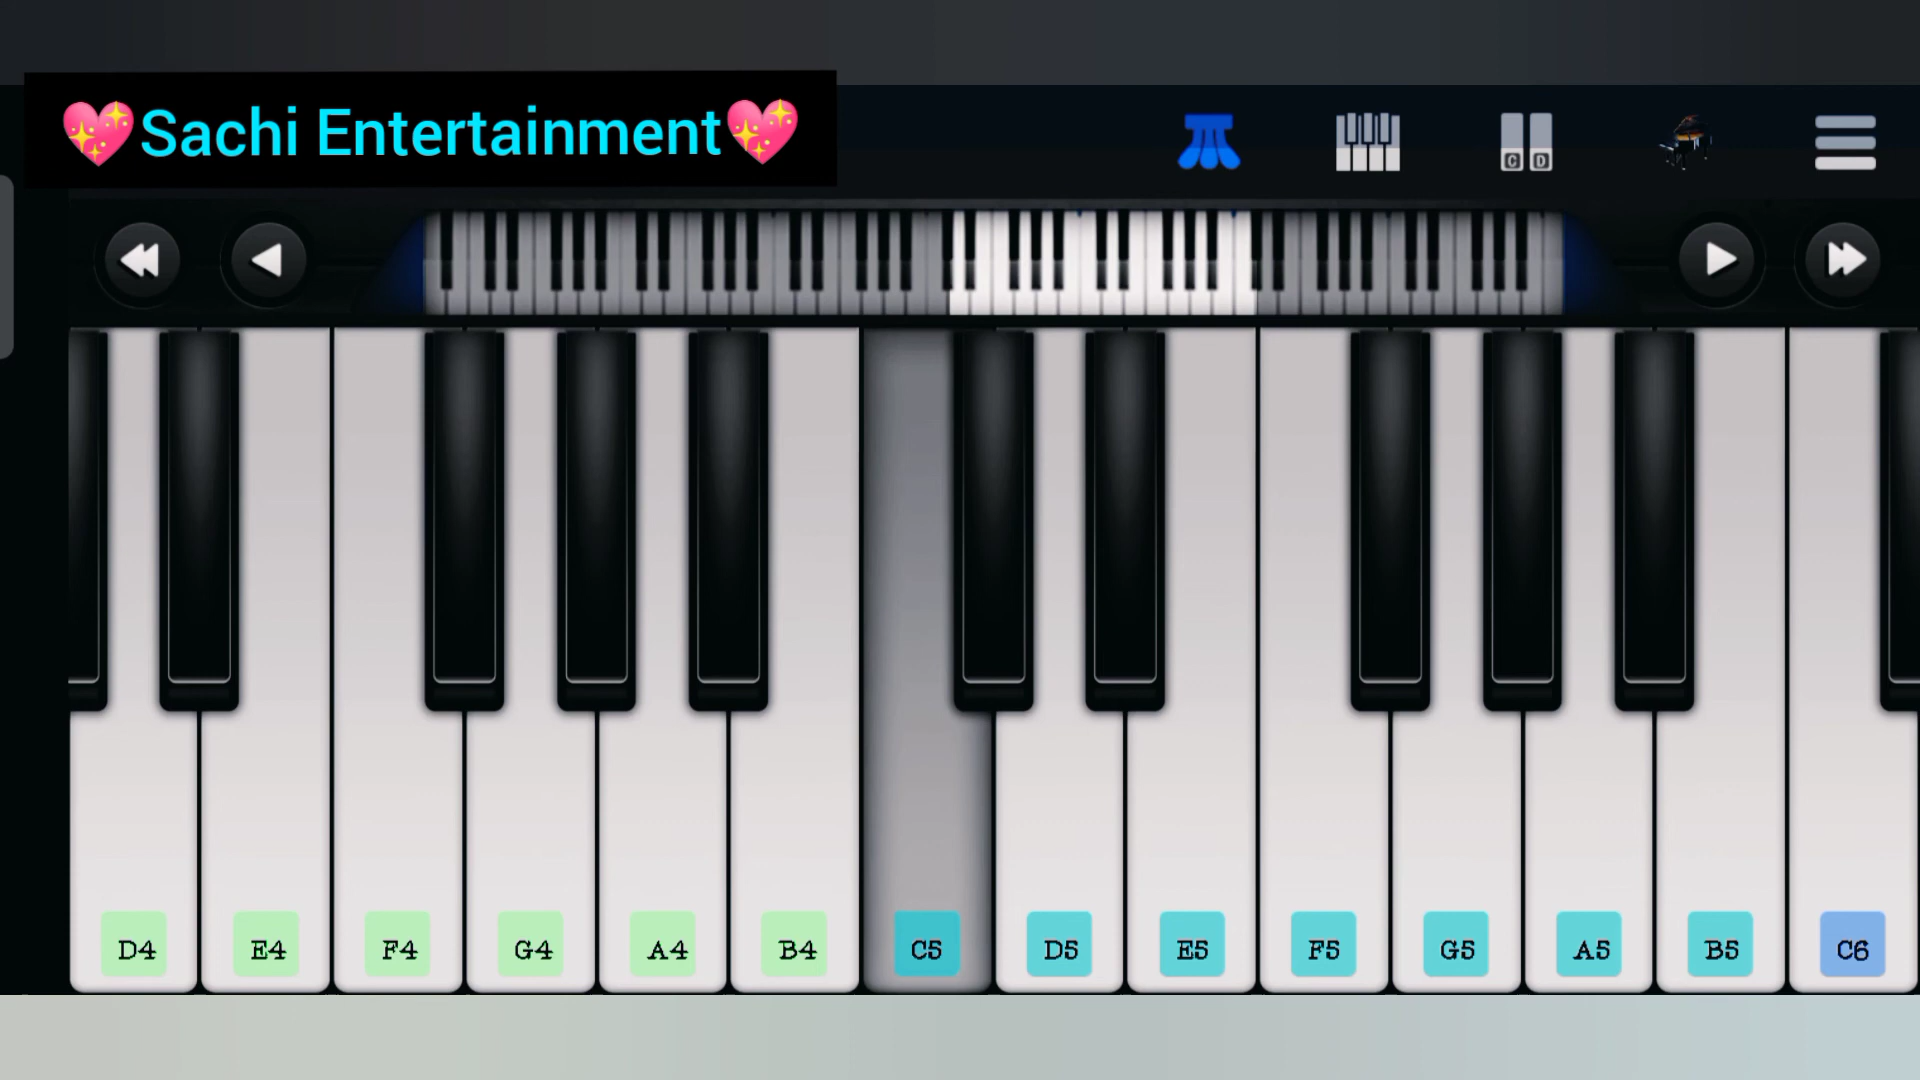 💖Sachi Entertainment💖
C D
D4 E4 F4 G4 A4 B4 C5 D5 E5 F5 G5 A5 B5 C6